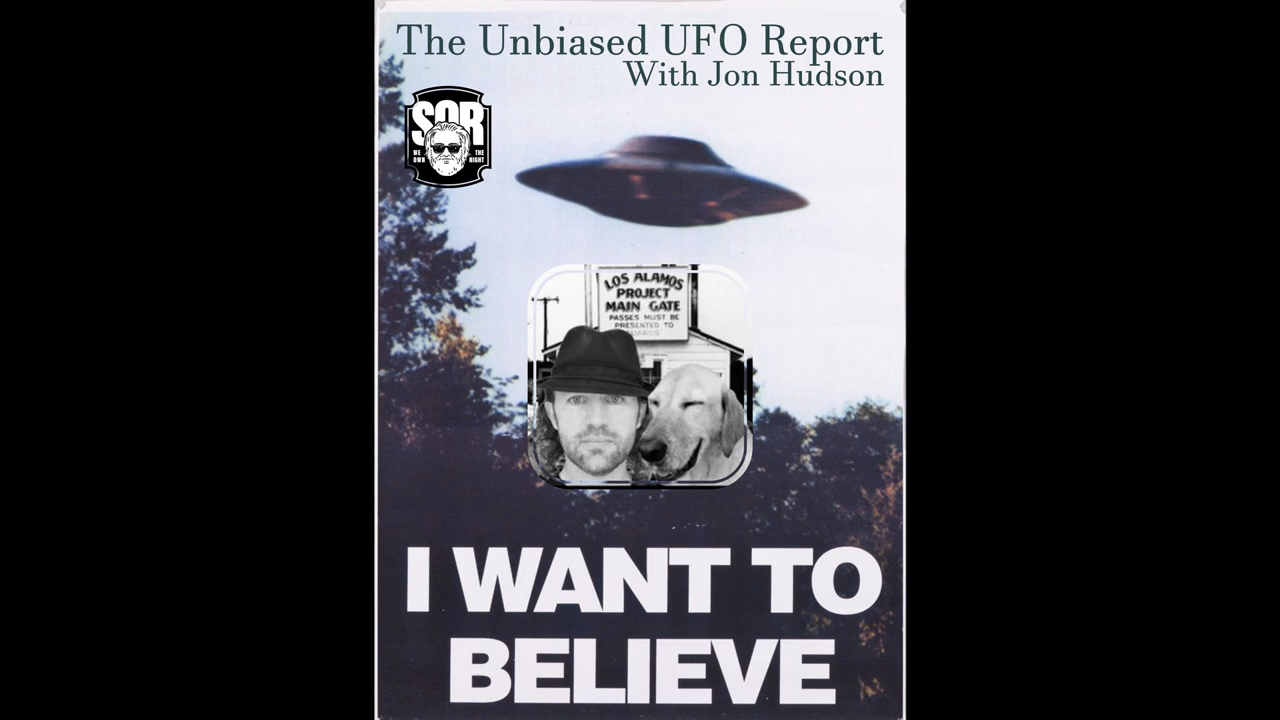 The Unbiased UFO Report
With Jon Hudson
SOR
WE OWN
THE NIGHT
LOS ALAMOS
PROJECT
MAIN GATE
PASSES MUST BE
PRESENTED TO
GUARDS
I WANT TO
BELIEVE